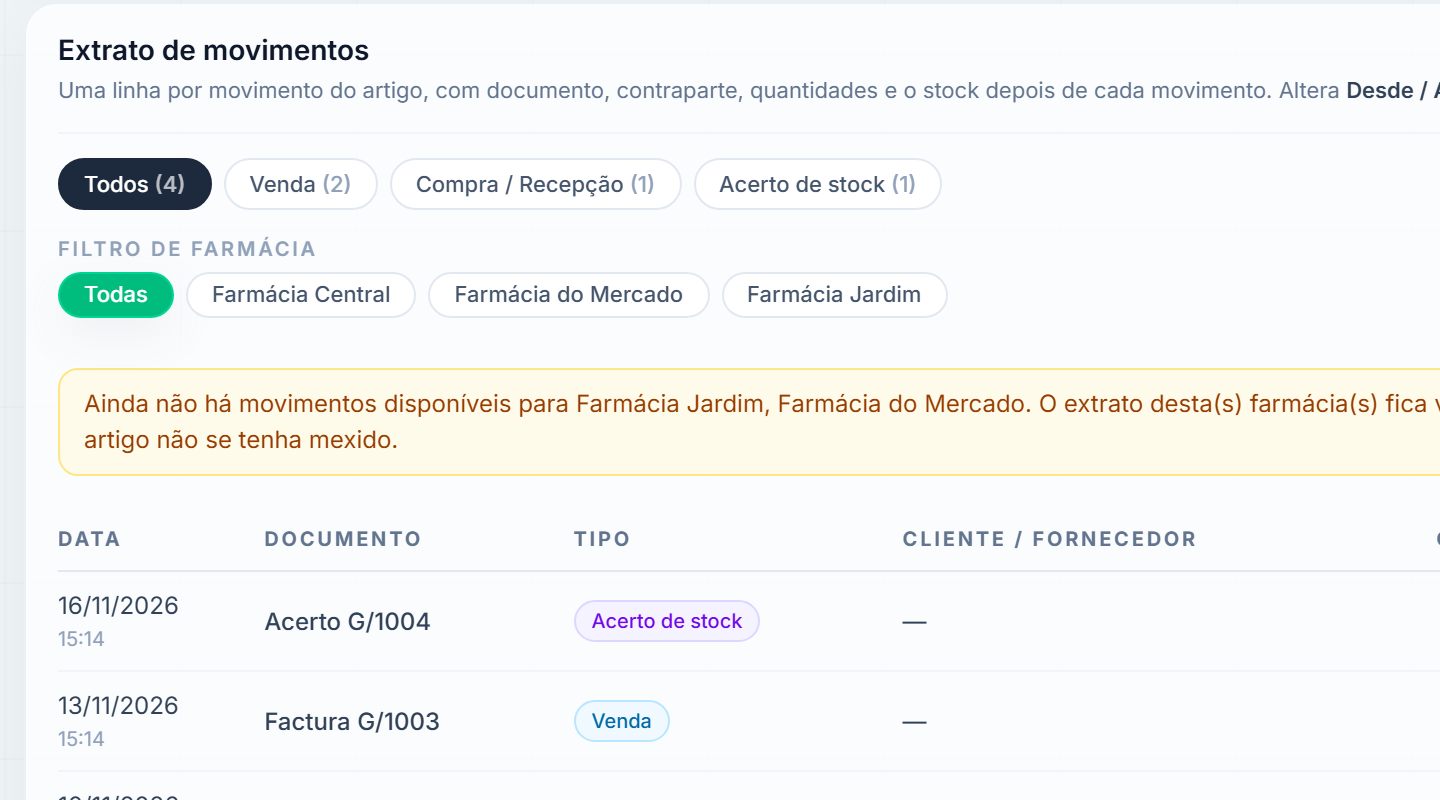 Extrato de movimentos
Uma linha por movimento do artigo, com documento, contraparte, quantidades e o stock depois de cada movimento. Altera Desde /
Todos (4) Venda (2) Compra / Recepção (1) Acerto de stock (1)
FILTRO DE FARMÁCIA
Todas Farmácia Central Farmácia do Mercado Farmácia Jardim
Ainda não há movimentos disponíveis para Farmácia Jardim, Farmácia do Mercado. O extrato desta(s) farmácia(s) fica
artigo não se tenha mexido.
DATA DOCUMENTO TIPO CLIENTE / FORNECEDOR
16/11/2026 Acerto G/1004 Acerto de stock —
15:14
13/11/2026 Factura G/1003 Venda —
15:14